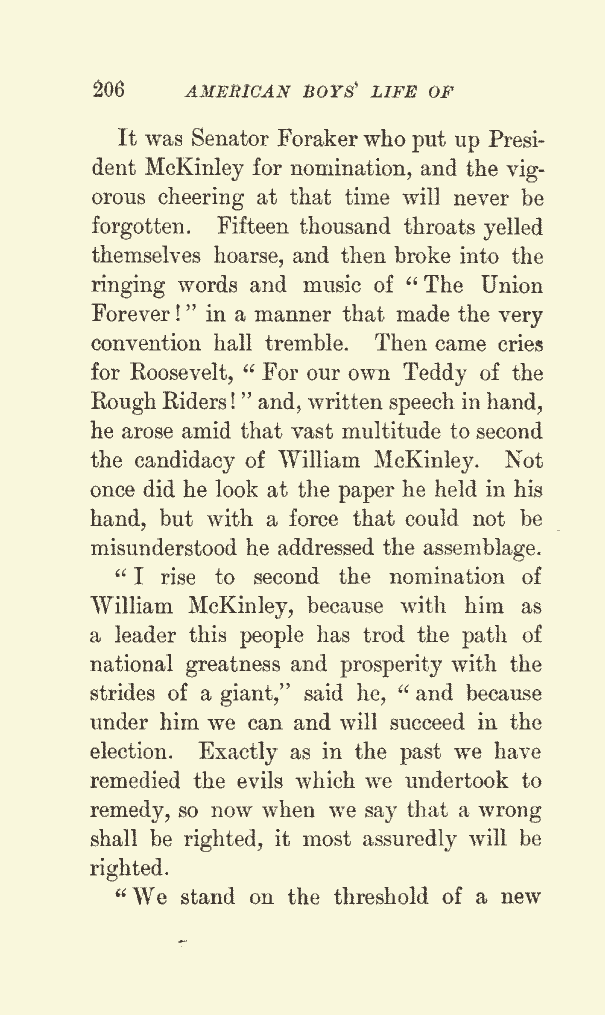 206 AMERICAN BOYS' LIFE OF
It was Senator Foraker who put up Presi-
dent McKinley for nomination, and the vig-
orous cheering at that time will never be
forgotten. Fifteen thousand throats yelled
themselves hoarse, and then broke into the
ringing words and music of “ The Union
Forever ! ” in a manner that made the very
convention hall tremble. Then came cries
for Roosevelt, “ For our own Teddy of the
Rough Riders ! ” and, written speech in hand,
he arose amid that vast multitude to second
the candidacy of William McKinley. Not
once did he look at the paper he held in his
hand, but with a force that could not be
misunderstood he addressed the assemblage.
“ I rise to second the nomination of
William McKinley, because with him as
a leader this people has trod the path of
national greatness and prosperity with the
strides of a giant,” said he, “ and because
under him we can and will succeed in the
election. Exactly as in the past we have
remedied the evils which we undertook to
remedy, so now when we say that a wrong
shall be righted, it most assuredly will be
righted.
“ We stand on the threshold of a new